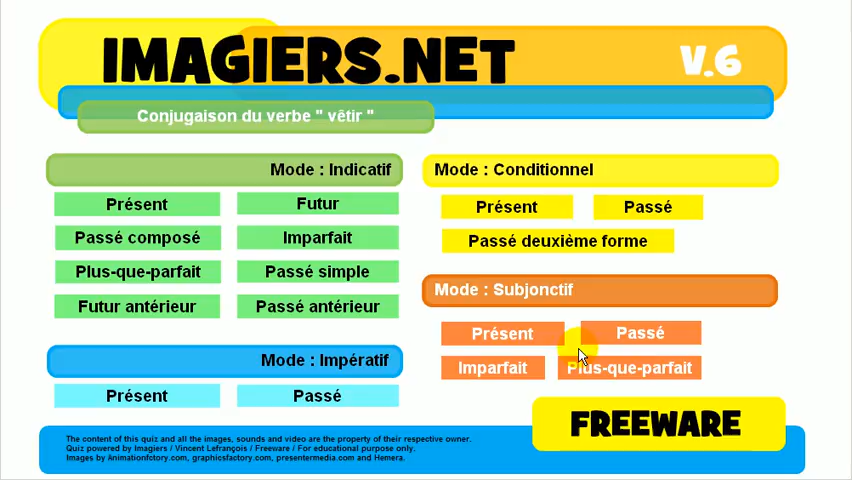 IMAGIERS.NET
V.6
Conjugaison du verbe " vêtir "
Mode : Indicatif
Présent
Futur
Passé composé
Imparfait
Plus-que-parfait
Passé simple
Futur antérieur
Passé antérieur
Mode : Impératif
Présent
Passé
Mode : Conditionnel
Présent
Passé
Passé deuxième forme
Mode : Subjonctif
Présent
Passé
Imparfait
Plus-que-parfait
FREEWARE
The content of this quiz and all the images, sounds and video are the property of their respective owner.
Quiz powered by Imagiers / Vincent Lefrançois / Freeware / For educational purpose only.
Images by Animationfctory.com, graphicsfactory.com, presentermedia.com and Hemera.